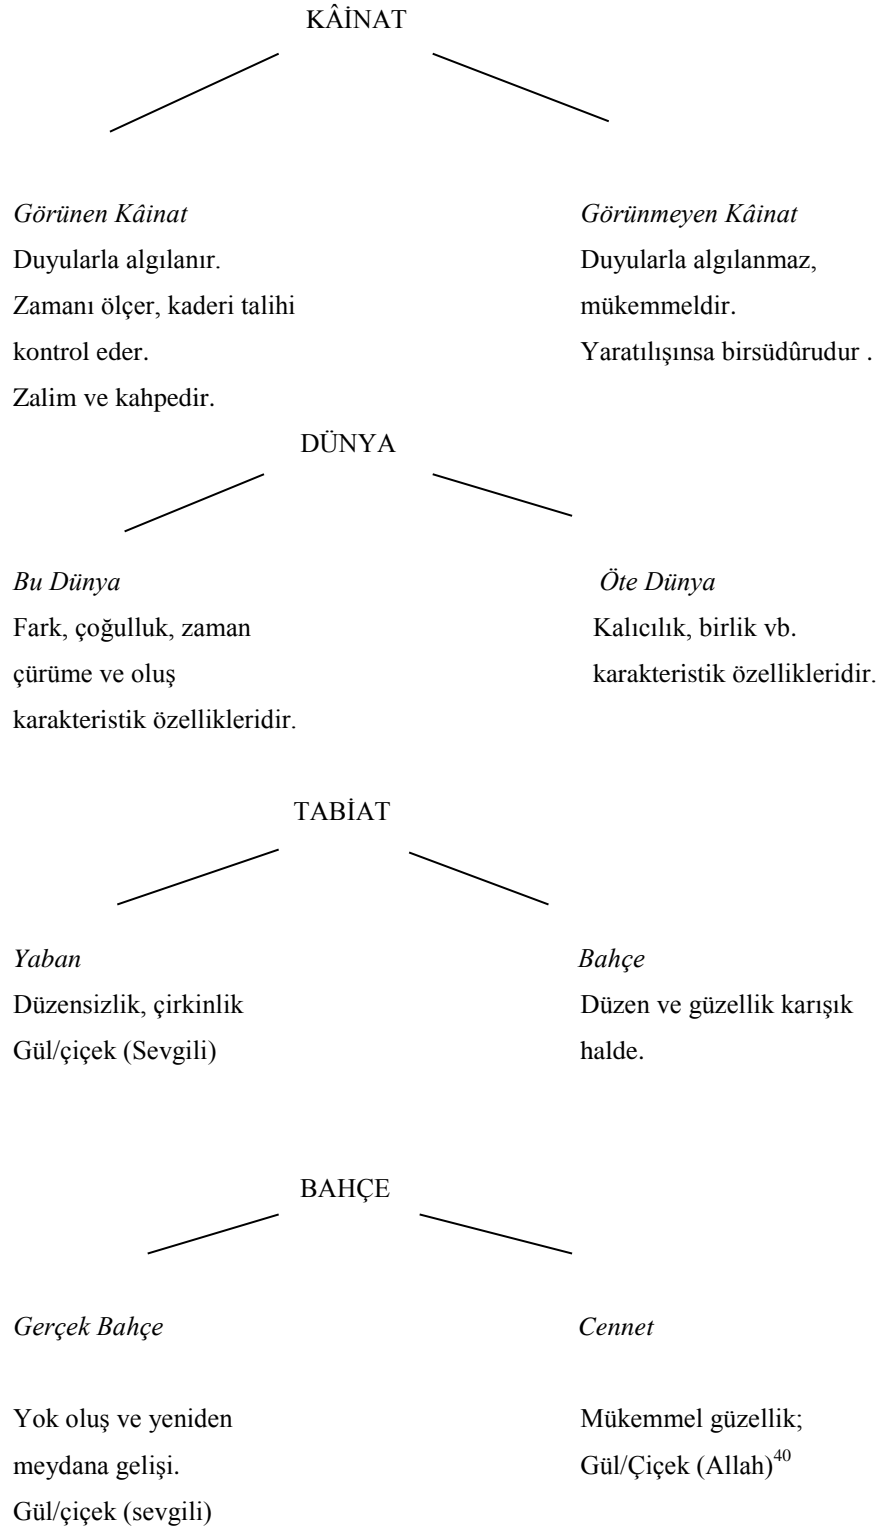 KÂİNAT
Görünen Kâinat
Duyularla algılanır.
Zamanı ölçer, kaderi talihi
kontrol eder.
Zalim ve kahpedir.
Görünmeyen Kâinat
Duyularla algılanmaz,
mükemmeldir.
Yaratılışınsa birsüdûrudur .
DÜNYA
Bu Dünya
Fark, çoğulluk, zaman
çürüme ve oluş
karakteristik özellikleridir.
Öte Dünya
Kalıcılık, birlik vb.
karakteristik özellikleridir.
TABİAT
Yaban
Düzensizlik, çirkinlik
Gül/çiçek (Sevgili)
Bahçe
Düzen ve güzellik karışık
halde.
BAHÇE
Gerçek Bahçe
Yok oluş ve yeniden
meydana gelişi.
Gül/çiçek (sevgili)
Cennet
Mükemmel güzellik;
Gül/Çiçek (Allah)40